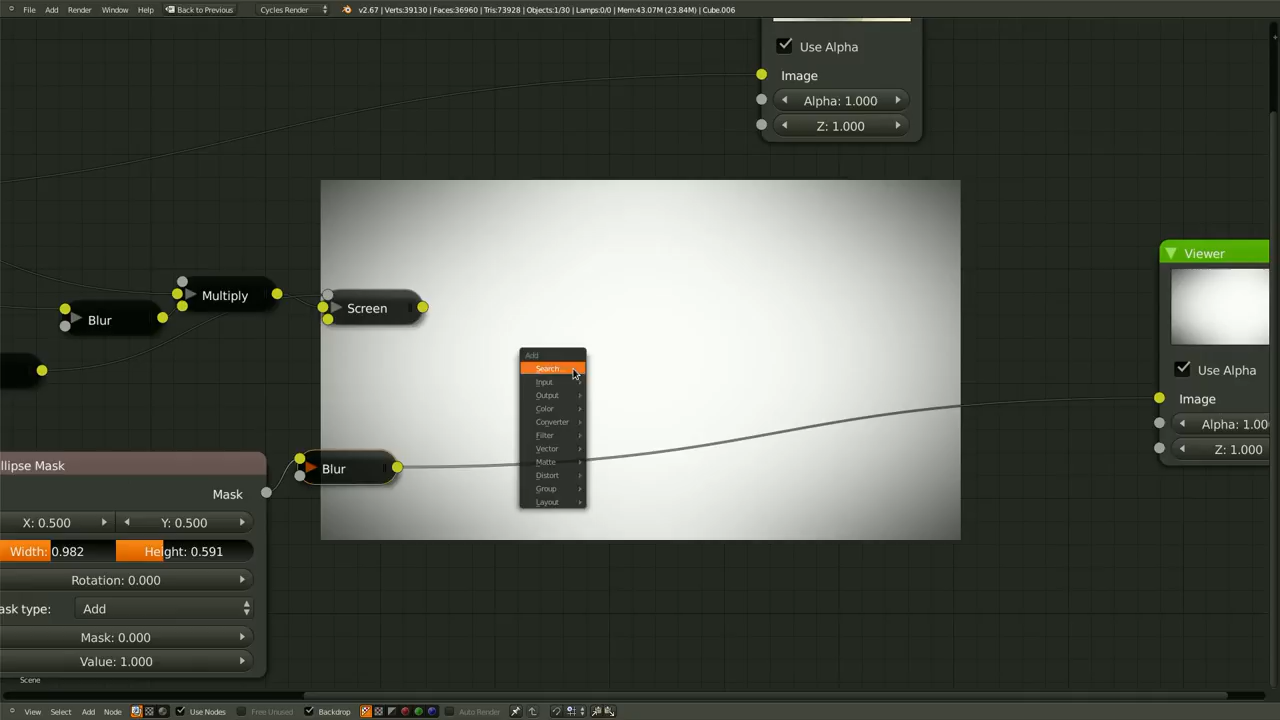 File Add Render Window Help Back to Previous Cycles Render v2.67 | Verts:39130 | Faces:36960 | Tris:73928 | Objects:1/30 | Lamps:0/0 | Mem:43.07M (23.84M) | Cube.006
Use Alpha
Image
Alpha: 1.000
Z: 1.000
Viewer
Multiply
Screen
Blur
Add
Search...
Input
Output
Color
Converter
Filter
Vector
Matte
Distort
Group
Layout
Use Alpha
Image
Alpha: 1.00
Z: 1.000
Blur
llipse Mask
Mask
X: 0.500 Y: 0.500
Width: 0.982 Height: 0.591
Rotation: 0.000
ask type: Add
Mask: 0.000
Value: 1.000
Scene
View Select Add Node Use Nodes Free Unused Backdrop Auto Render